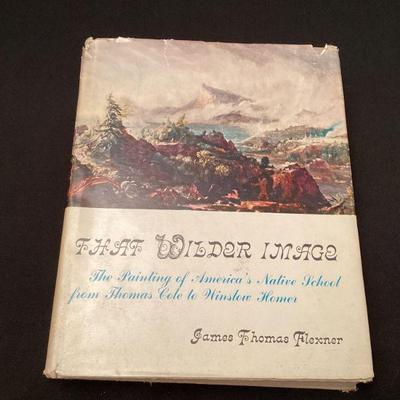 THAT WILDER IMAGE
The Painting of America's Native School
from Thomas Cole to Winslow Homer
James Thomas Flexner